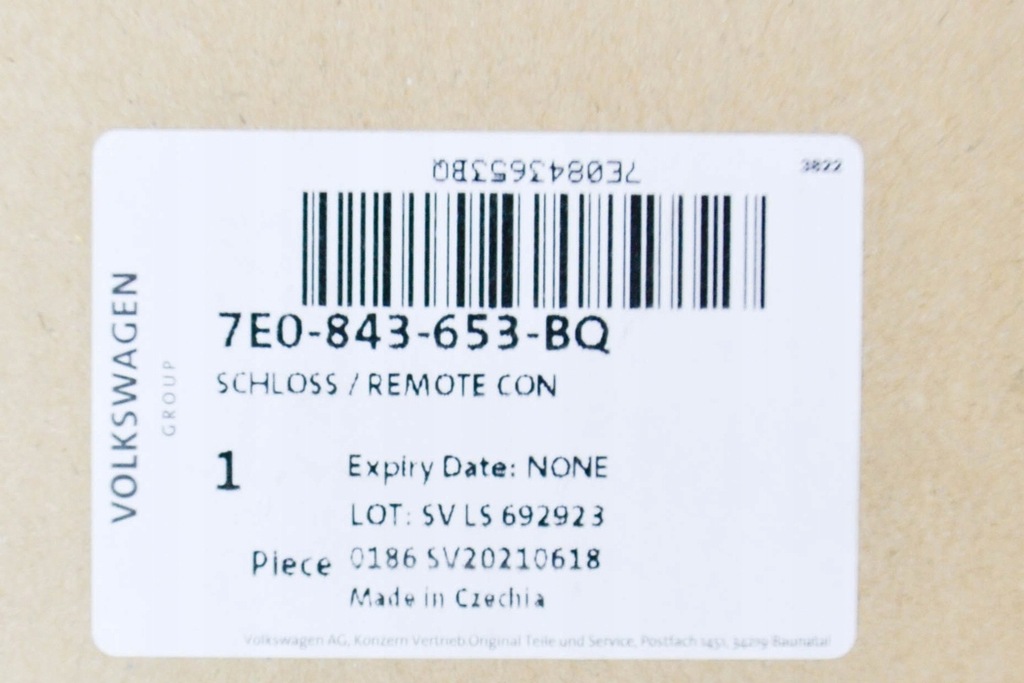 7E0843653BQ
3822
7E0-843-653-BQ
SCHLOSS / REMOTE CON
VOLKSWAGEN
GROUP
1
Expiry Date: NONE
LOT: SV LS 692923
Piece 0186 SV20210618
Made in Czechia
Volkswagen AG, Konzern Vertrieb Original Teile und Service, Postfach 1451, 34219 Baunatal